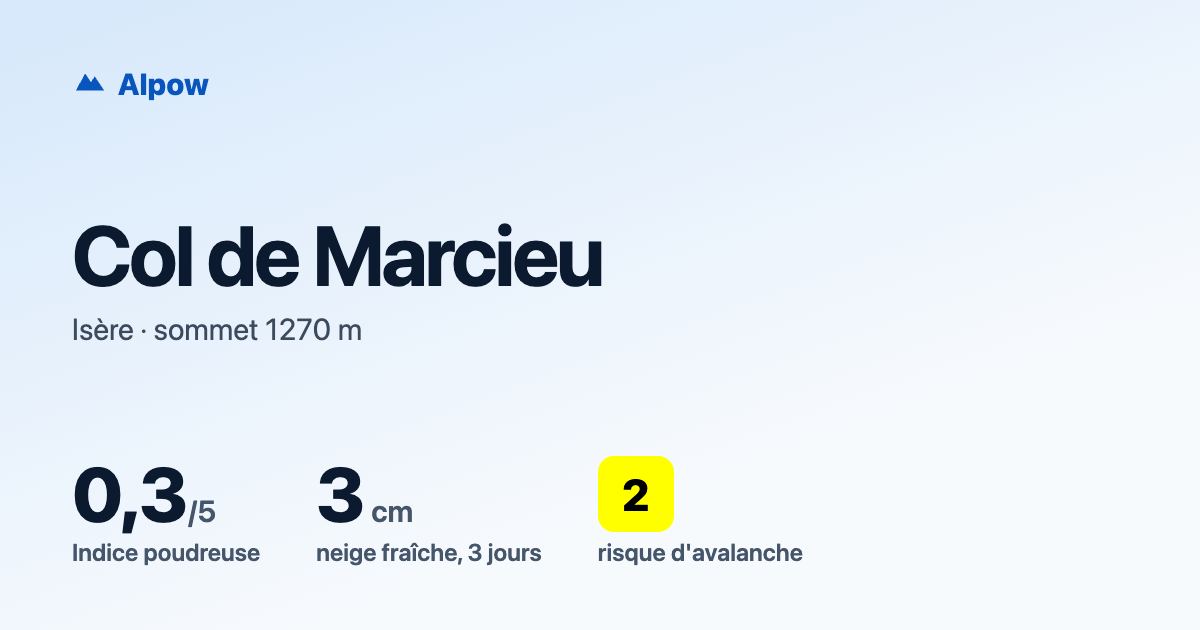 Alpow
Col de Marcieu
Isère · sommet 1270 m
0,3/5
Indice poudreuse
3 cm
neige fraîche, 3 jours
2
risque d'avalanche